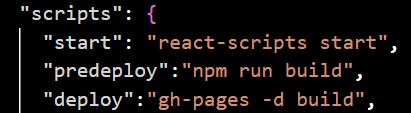 "scripts": {
"start": "react-scripts start",
"predeploy":"npm run build",
"deploy":"gh-pages -d build",